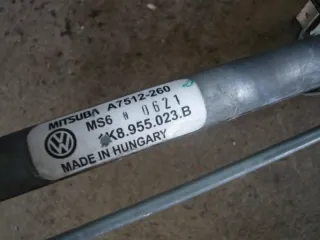 MITSUBA A7512-260
MS6 N 0621
1K8.955.023.B
MADE IN HUNGARY